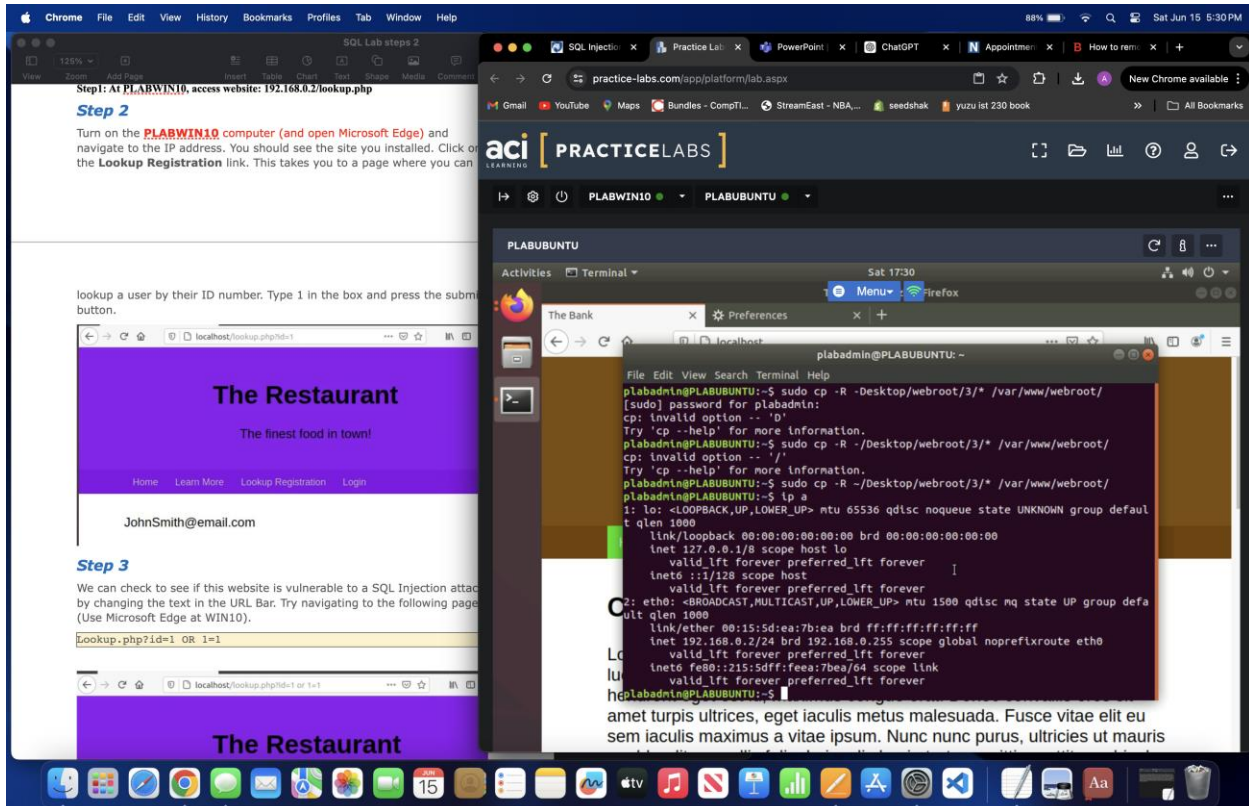 Chrome File Edit View History Bookmarks Profiles Tab Window Help
88% Sat Jun 15 5:30 PM
SQL Lab steps 2
125%
View Zoom Add Page Insert Table Chart Text Shape Media Comment
Step1: At PLABWIN10, access website: 192.168.0.2/lookup.php
Step 2
Turn on the PLABWIN10 computer (and open Microsoft Edge) and
navigate to the IP address. You should see the site you installed. Click
the Lookup Registration link. This takes you to a page where you can
lookup a user by their ID number. Type 1 in the box and press the
button.
localhost/lookup.php?id=1
The Restaurant
The finest food in town!
Home Learn More Lookup Registration Login
JohnSmith@email.com
Step 3
We can check to see if this website is vulnerable to a SQL Injection
by changing the text in the URL Bar. Try navigating to the following page
(Use Microsoft Edge at WIN10).
Lookup.php?id=1 OR 1=1
localhost/lookup.php?id=1 or 1=1
The Restaurant
SQL Injection Practice Lab PowerPoint ChatGPT Appointmen How to rem
practice-labs.com/app/platform/lab.aspx
New Chrome available
Gmail YouTube Maps Bundles - CompTI... StreamEast - NBA,... seedshak yuzu ist 230 book » All Bookmarks
aci LEARNING [ PRACTICELABS ]
PLABWIN10 PLABUBUNTU
PLABUBUNTU
Activities Terminal Sat 17:30
Menu Firefox
The Bank Preferences
localhost
plabadmin@PLABUBUNTU: ~
File Edit View Search Terminal Help
plabadmin@PLABUBUNTU:~$ sudo cp -R -Desktop/webroot/3/* /var/www/webroot/
[sudo] password for plabadmin:
cp: invalid option -- 'D'
Try 'cp --help' for more information.
plabadmin@PLABUBUNTU:~$ sudo cp -R -/Desktop/webroot/3/* /var/www/webroot/
cp: invalid option -- '/'
Try 'cp --help' for more information.
plabadmin@PLABUBUNTU:~$ sudo cp -R ~/Desktop/webroot/3/* /var/www/webroot/
plabadmin@PLABUBUNTU:~$ ip a
1: lo: <LOOPBACK,UP,LOWER_UP> mtu 65536 qdisc noqueue state UNKNOWN group defaul
t qlen 1000
link/loopback 00:00:00:00:00:00 brd 00:00:00:00:00:00
inet 127.0.0.1/8 scope host lo
valid_lft forever preferred_lft forever
inet6 ::1/128 scope host
valid_lft forever preferred_lft forever
2: eth0: <BROADCAST,MULTICAST,UP,LOWER_UP> mtu 1500 qdisc mq state UP group defa
ult qlen 1000
link/ether 00:15:5d:ea:7b:ea brd ff:ff:ff:ff:ff:ff
inet 192.168.0.2/24 brd 192.168.0.255 scope global noprefixroute eth0
valid_lft forever preferred_lft forever
inet6 fe80::215:5dff:feea:7bea/64 scope link
valid_lft forever preferred_lft forever
plabadmin@PLABUBUNTU:~$
amet turpis ultrices, eget iaculis metus malesuada. Fusce vitae elit eu
sem iaculis maximus a vitae ipsum. Nunc nunc purus, ultricies ut mauris
JUN
15
tv
Aa